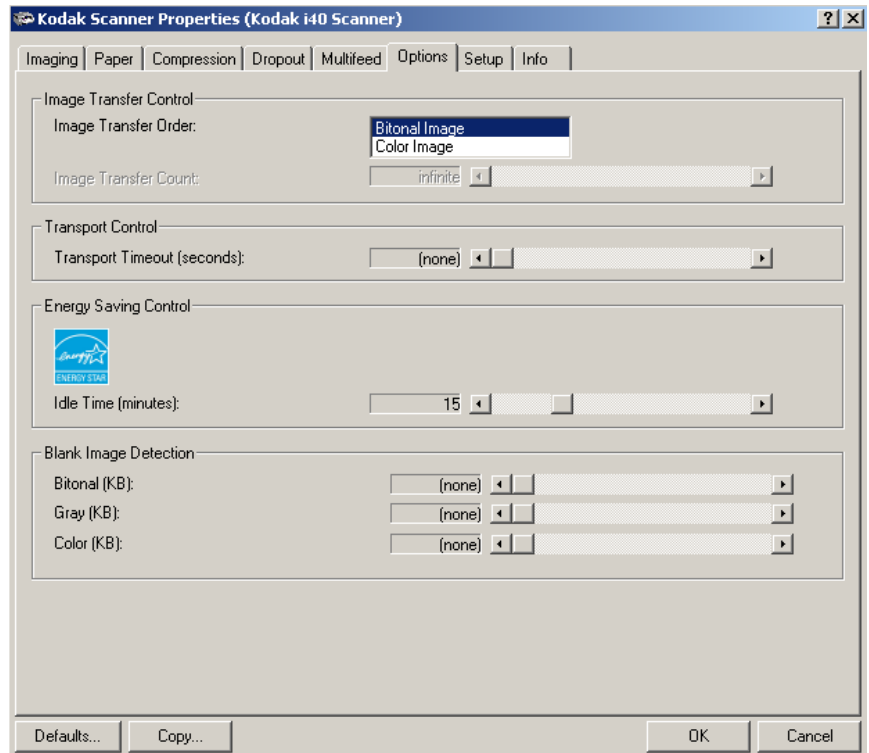 Kodak Scanner Properties (Kodak i40 Scanner)
Imaging Paper Compression Dropout Multifeed Options Setup Info
Image Transfer Control
Image Transfer Order:
Bitonal Image
Color Image
Image Transfer Count: infinite
Transport Control
Transport Timeout (seconds): (none)
Energy Saving Control
energy
ENERGY STAR
Idle Time (minutes): 15
Blank Image Detection
Bitonal (KB): (none)
Gray (KB): (none)
Color (KB): (none)
Defaults... Copy... OK Cancel